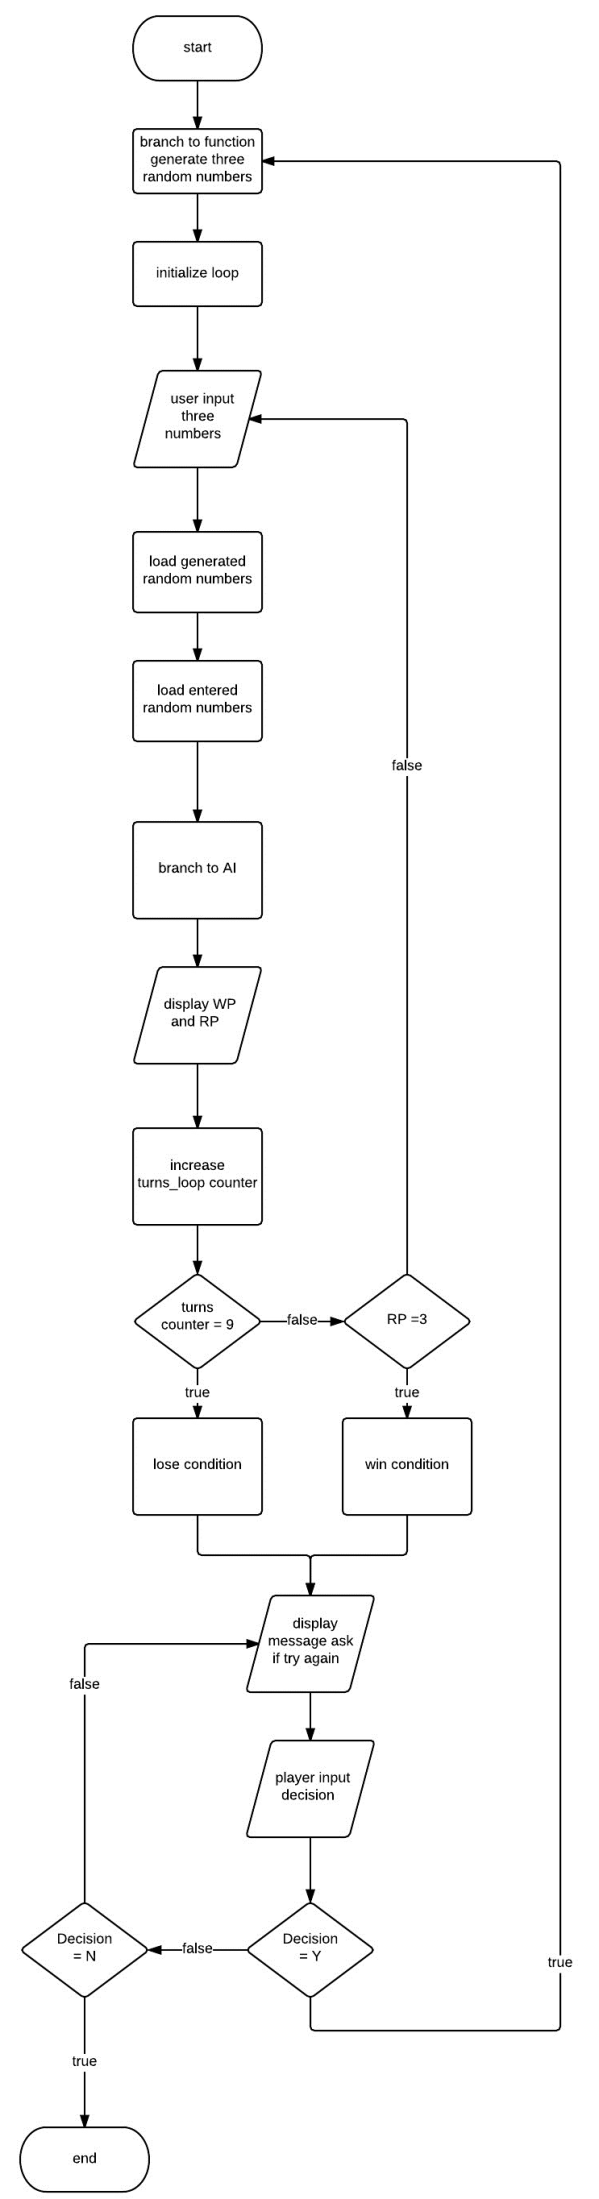 start
branch to function
generate three
random numbers
initialize loop
user input
three
numbers
load generated
random numbers
load entered
random numbers
false
branch to AI
display WP
and RP
increase
turns_loop counter
turns
counter = 9
false
RP =3
true
true
lose condition
win condition
display
message ask
if try again
false
player input
decision
Decision
= N
false
Decision
= Y
true
true
end